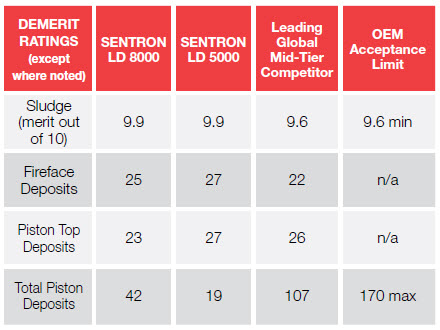 DEMERIT
RATINGS
(except
where noted)
SENTRON
LD 8000
SENTRON
LD 5000
Leading
Global
Mid-Tier
Competitor
OEM
Acceptance
Limit
Sludge
(merit out
of 10)
9.9
9.9
9.6
9.6 min
Fireface
Deposits
25
27
22
n/a
Piston Top
Deposits
23
27
26
n/a
Total Piston
Deposits
42
19
107
170 max